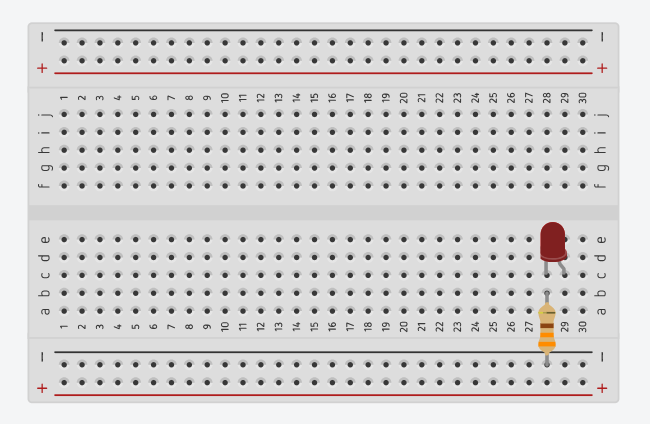 − −
+ +
1 2 3 4 5 6 7 8 9 10 11 12 13 14 15 16 17 18 19 20 21 22 23 24 25 26 27 28 29 30
j j
i i
h h
g g
f f
e e
d d
c c
b b
a a
1 2 3 4 5 6 7 8 9 10 11 12 13 14 15 16 17 18 19 20 21 22 23 24 25 26 27 29 30
− −
+ +